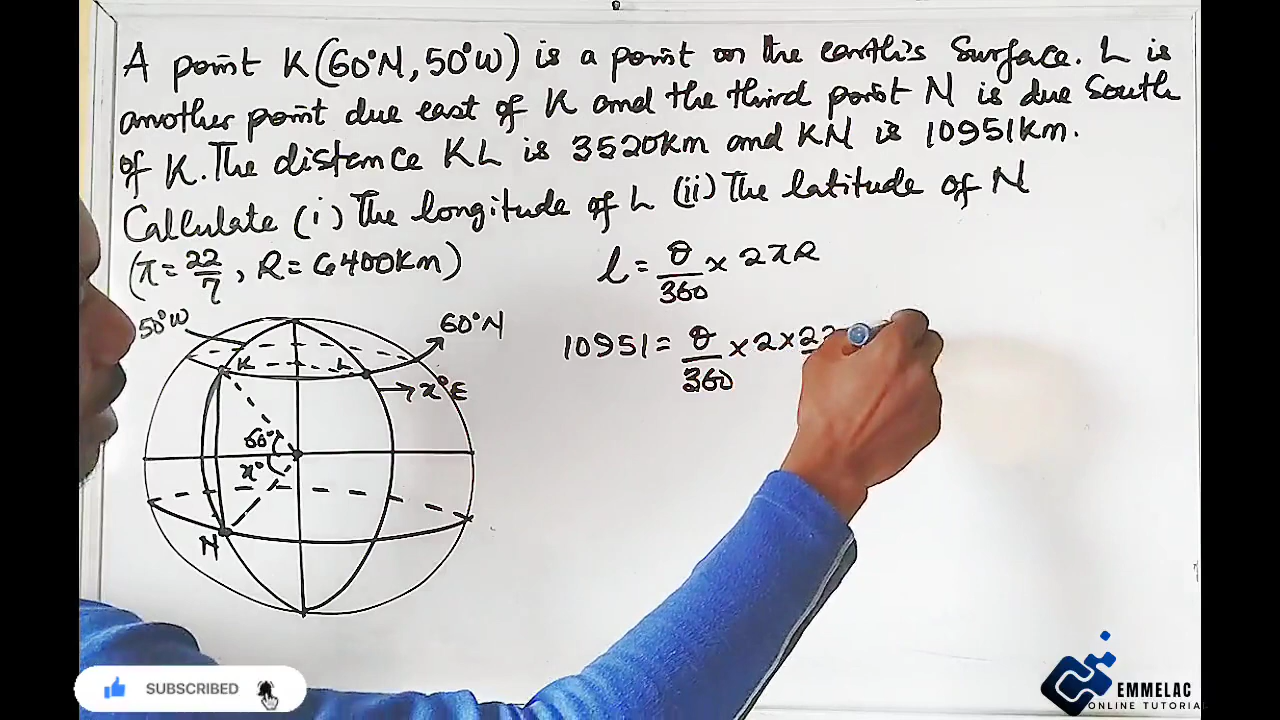 A point K(60°N, 50°W) is a point on the earth's Surface. L is
another point due east of K and the third point N is due South
of K. The distance KL is 3520km and KN is 10951km.
Calculate (i) The longitude of L (ii) The latitude of N
(π = 22/7, R = 6400km)
l = θ/360 × 2πR
50°W
60°N
10951 = θ/360 × 2 × 22
K
L
x°E
60°
x°
N
SUBSCRIBED
EMMELAC
ONLINE TUTORIAL